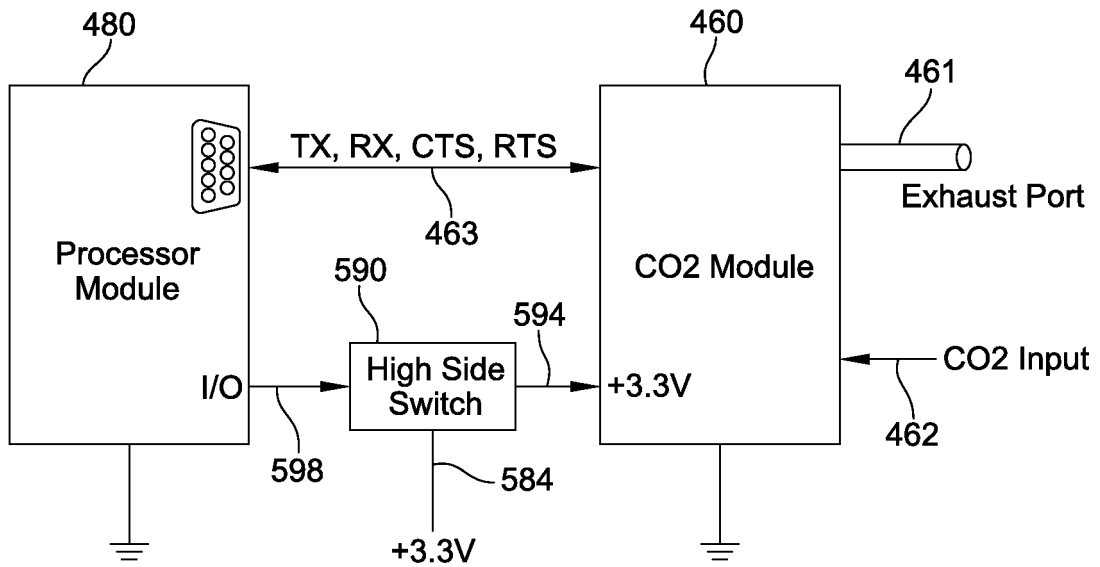 480
460
461
TX, RX, CTS, RTS
Exhaust Port
463
Processor
Module
CO2 Module
590
594
High Side
Switch
I/O
+3.3V
CO2 Input
598
584
462
+3.3V